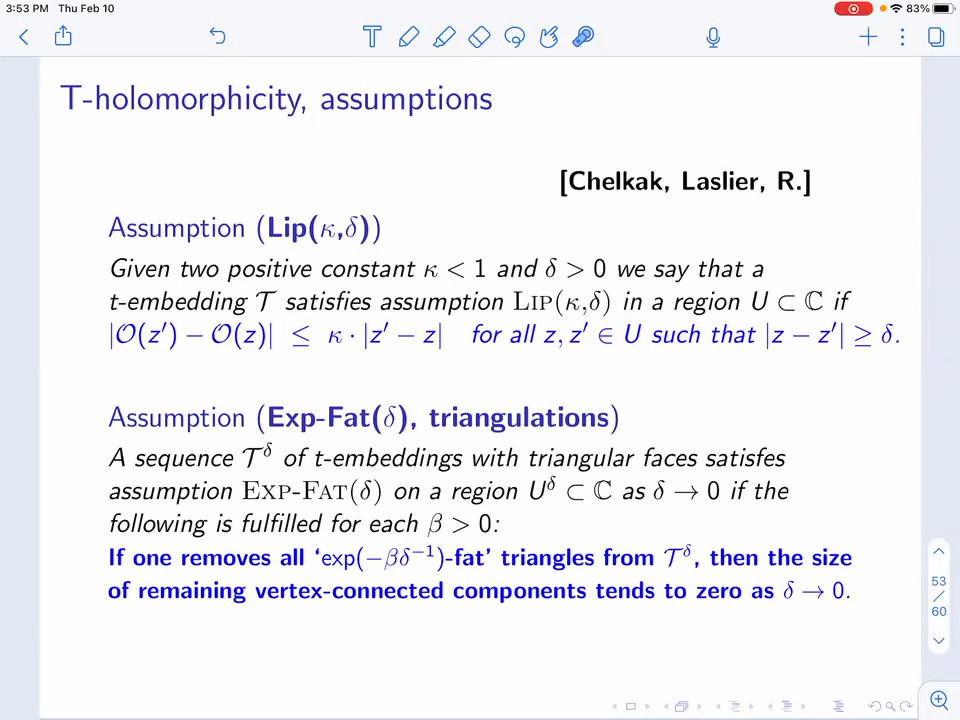 3:53 PM Thu Feb 10
83%
T-holomorphicity, assumptions
[Chelkak, Laslier, R.]
Assumption (Lip(κ,δ))
Given two positive constant κ < 1 and δ > 0 we say that a
t-embedding 𝒯 satisfies assumption LIP(κ,δ) in a region U ⊂ ℂ if
|𝒪(z′) − 𝒪(z)| ≤ κ · |z′ − z| for all z, z′ ∈ U such that |z − z′| ≥ δ.
Assumption (Exp-Fat(δ), triangulations)
A sequence 𝒯^δ of t-embeddings with triangular faces satisfes
assumption EXP-FAT(δ) on a region U^δ ⊂ ℂ as δ → 0 if the
following is fulfilled for each β > 0:
If one removes all ‘exp(−βδ⁻¹)-fat’ triangles from 𝒯^δ, then the size
of remaining vertex-connected components tends to zero as δ → 0.
53
/
60